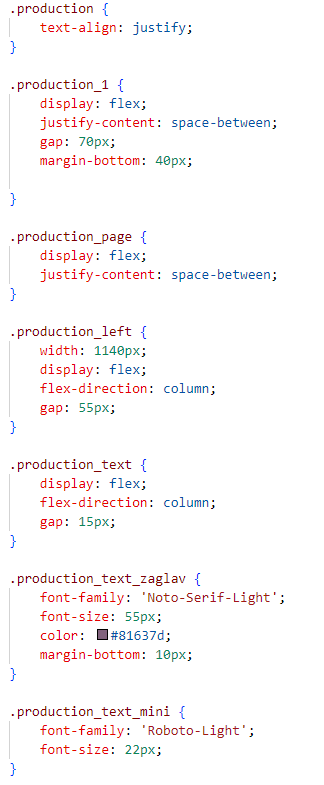 .production {
    text-align: justify;
}

.production_1 {
    display: flex;
    justify-content: space-between;
    gap: 70px;
    margin-bottom: 40px;

}

.production_page {
    display: flex;
    justify-content: space-between;
}

.production_left {
    width: 1140px;
    display: flex;
    flex-direction: column;
    gap: 55px;
}

.production_text {
    display: flex;
    flex-direction: column;
    gap: 15px;
}

.production_text_zaglav {
    font-family: 'Noto-Serif-Light';
    font-size: 55px;
    color: #81637d;
    margin-bottom: 10px;
}

.production_text_mini {
    font-family: 'Roboto-Light';
    font-size: 22px;
}